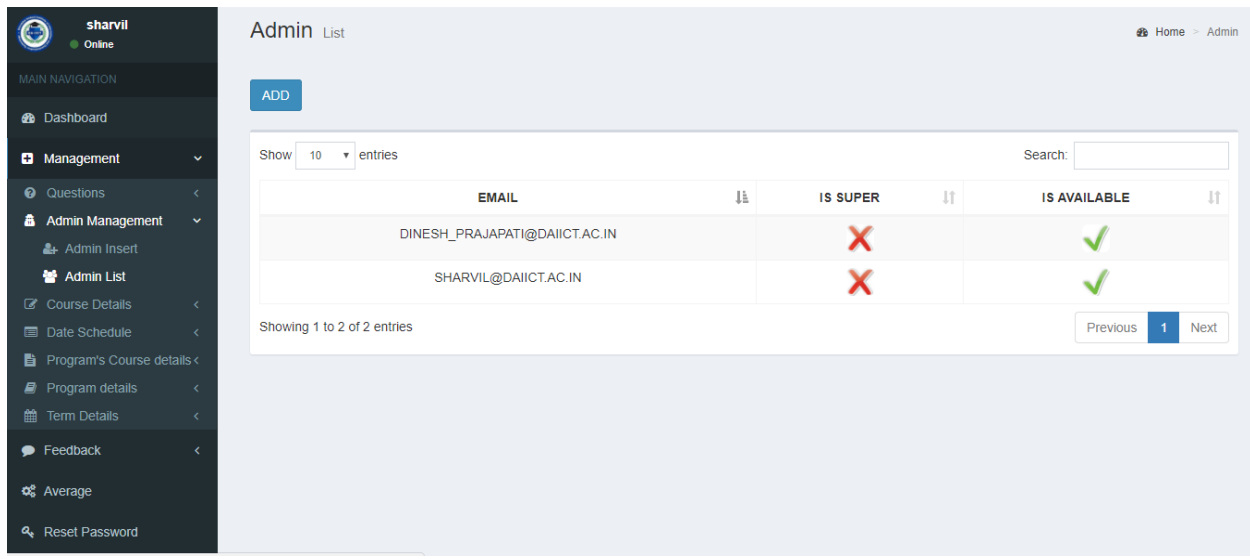 sharvil
Online
MAIN NAVIGATION
Dashboard
Management
Questions
Admin Management
Admin Insert
Admin List
Course Details
Date Schedule
Program's Course details
Program details
Term Details
Feedback
Average
Reset Password
Admin List
Home > Admin
ADD
Show 10 entries
Search:
EMAIL IS SUPER IS AVAILABLE
DINESH_PRAJAPATI@DAIICT.AC.IN
SHARVIL@DAIICT.AC.IN
Showing 1 to 2 of 2 entries
Previous 1 Next